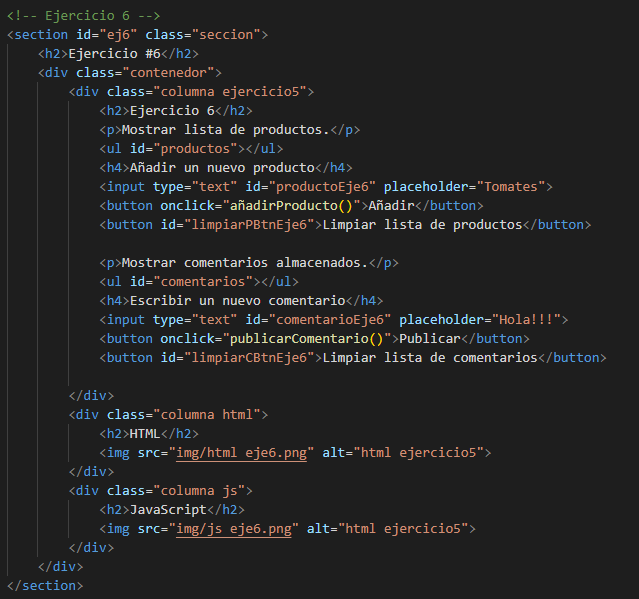 <!-- Ejercicio 6 -->
<section id="ej6" class="seccion">
    <h2>Ejercicio #6</h2>
    <div class="contenedor">
        <div class="columna ejercicio5">
            <h2>Ejercicio 6</h2>
            <p>Mostrar lista de productos.</p>
            <ul id="productos"></ul>
            <h4>Añadir un nuevo producto</h4>
            <input type="text" id="productoEje6" placeholder="Tomates">
            <button onclick="añadirProducto()">Añadir</button>
            <button id="limpiarPBtnEje6">Limpiar lista de productos</button>

            <p>Mostrar comentarios almacenados.</p>
            <ul id="comentarios"></ul>
            <h4>Escribir un nuevo comentario</h4>
            <input type="text" id="comentarioEje6" placeholder="Hola!!!">
            <button onclick="publicarComentario()">Publicar</button>
            <button id="limpiarCBtnEje6">Limpiar lista de comentarios</button>

        </div>
        <div class="columna html">
            <h2>HTML</h2>
            <img src="img/html_eje6.png" alt="html ejercicio5">
        </div>
        <div class="columna js">
            <h2>JavaScript</h2>
            <img src="img/js_eje6.png" alt="html ejercicio5">
        </div>
    </div>
</section>